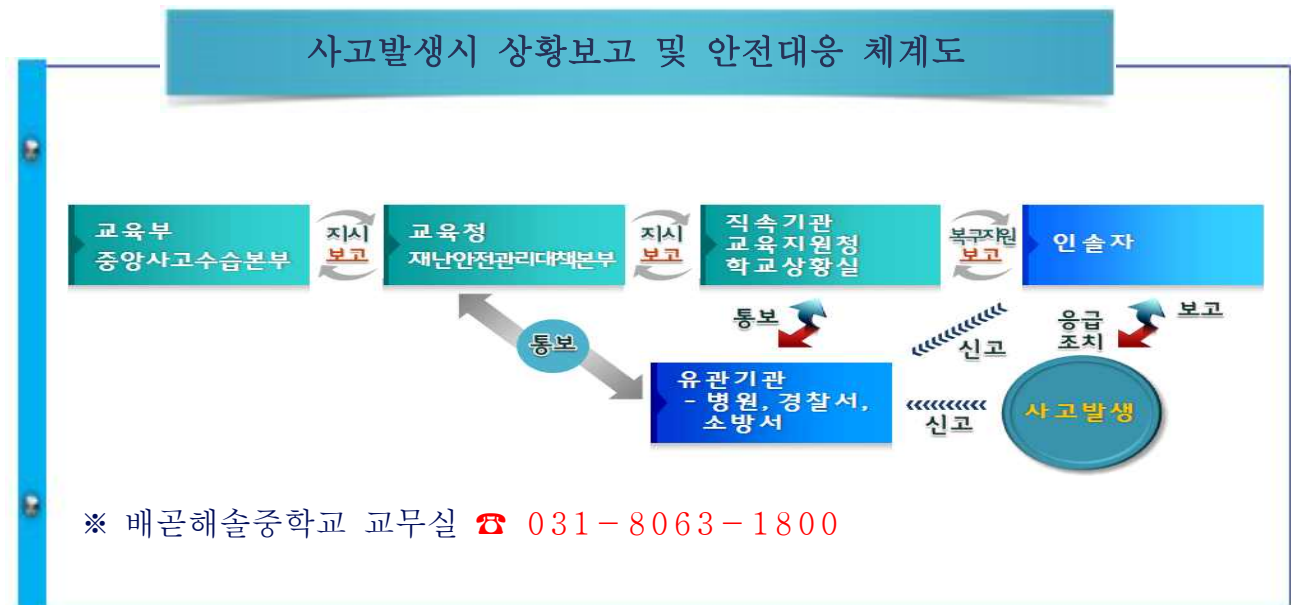 사고발생시 상황보고 및 안전대응 체계도
교육부
중앙사고수습본부
지시
보고
교육청
재난안전관리대책본부
지시
보고
직속기관
교육지원청
학교상황실
복구지원
보고
인솔자
통보
신고
응급
조치
보고
통보
유관기관
- 병원, 경찰서,
소방서
신고
사고발생
※ 배곧해솔중학교 교무실 ☎ 031-8063-1800